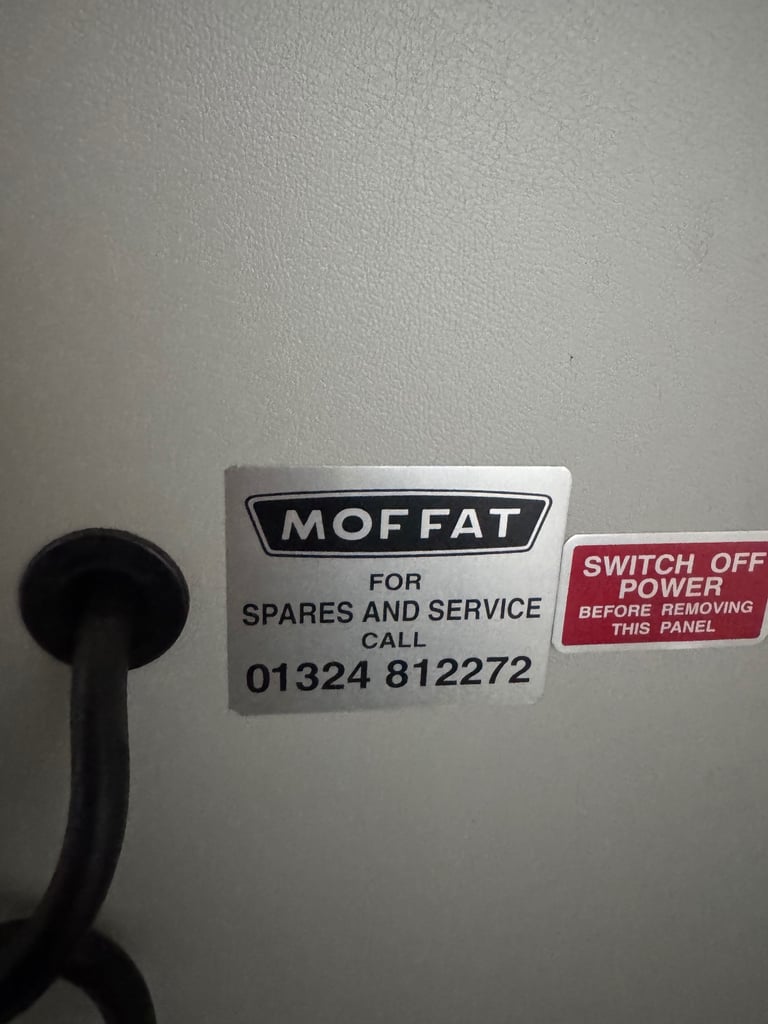 MOFFAT
FOR
SPARES AND SERVICE
CALL
01324 812272
SWITCH OFF
POWER
BEFORE REMOVING
THIS PANEL